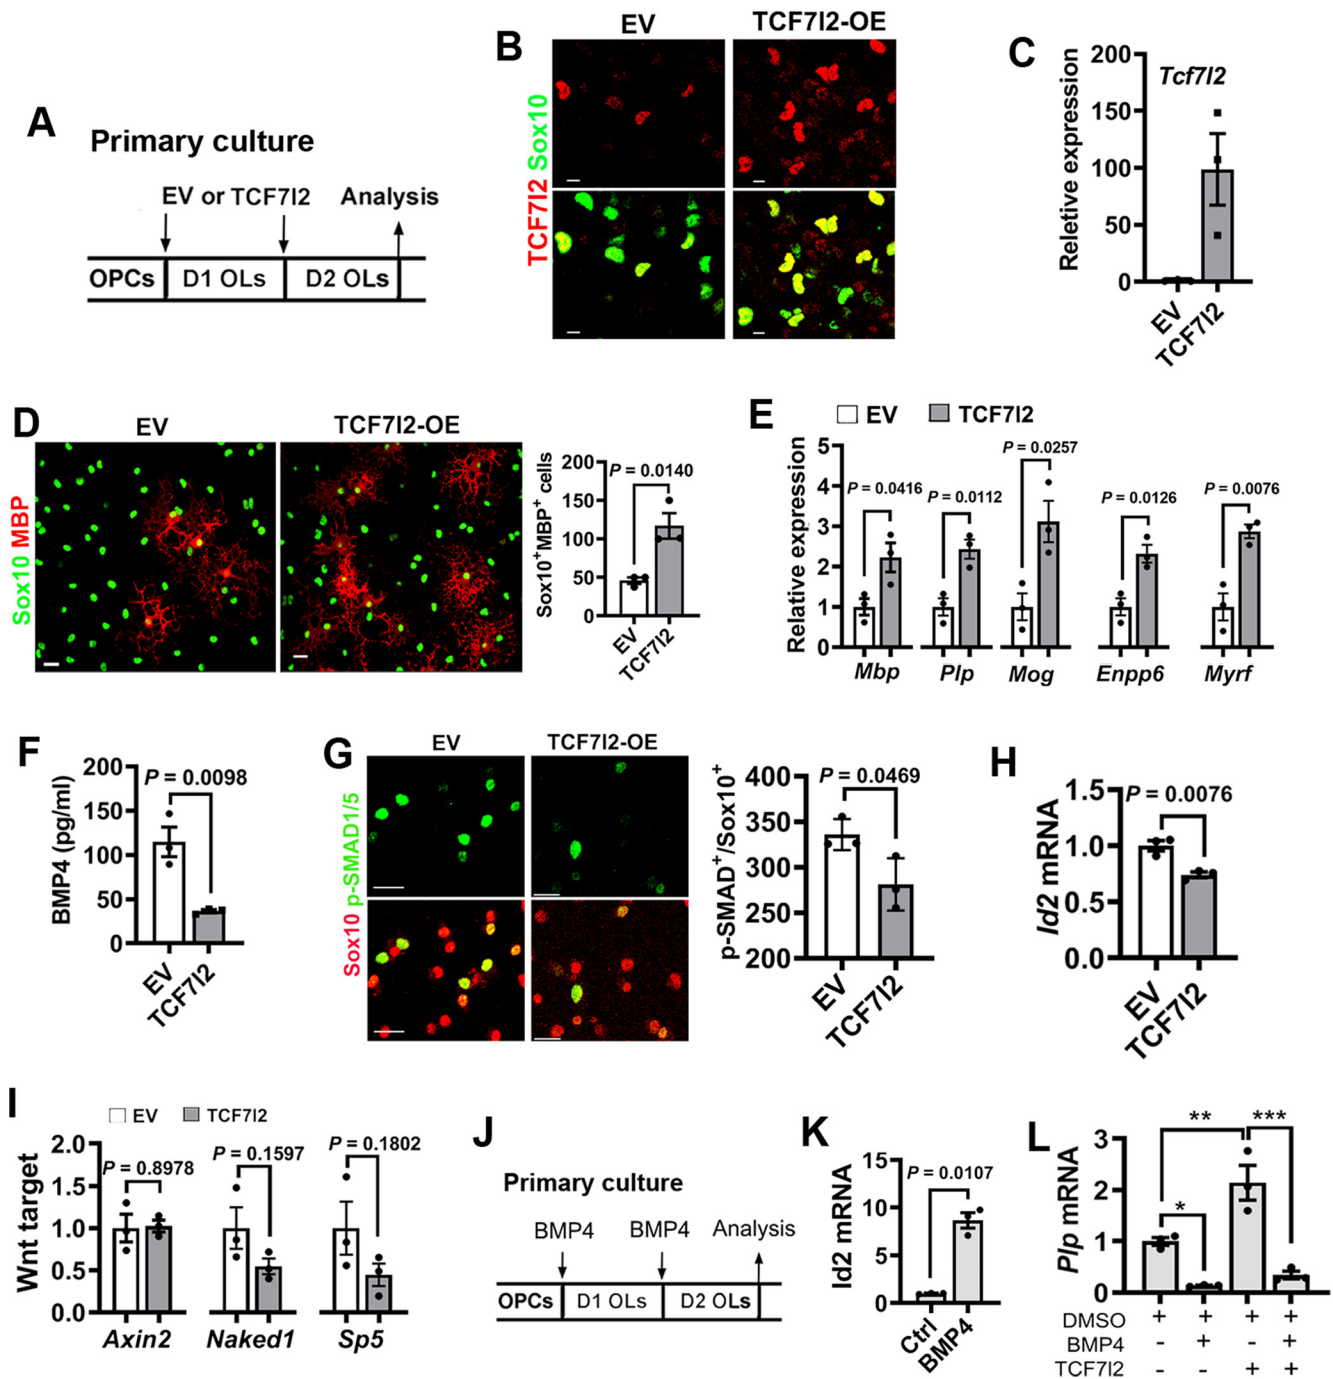 A
Primary culture
EV or TCF7l2 Analysis
OPCs D1 OLs D2 OLs
B
EV TCF7l2-OE
TCF7l2 Sox10
C
Tcf7l2
Reletive expression
200
150
100
50
0
EV TCF7l2
D
EV TCF7l2-OE
Sox10 MBP
Sox10+MBP+ cells
P = 0.0140
200
150
100
50
0
EV TCF7l2
E
EV TCF7l2
Relative expression
5
4
3
2
1
0
P = 0.0416 P = 0.0112 P = 0.0257 P = 0.0126 P = 0.0076
Mbp Plp Mog Enpp6 Myrf
F
BMP4 (pg/ml)
200
150
100
50
0
P = 0.0098
EV TCF7l2
G
EV TCF7l2-OE
Sox10 p-SMAD1/5
p-SMAD+/Sox10+
400
350
300
250
200
P = 0.0469
EV TCF7l2
H
Id2 mRNA
1.5
1.0
0.5
0.0
P = 0.0076
EV TCF7l2
I
EV TCF7l2
Wnt target
2.0
1.5
1.0
0.5
0.0
P = 0.8978 P = 0.1597 P = 0.1802
Axin2 Naked1 Sp5
J
Primary culture
BMP4 BMP4 Analysis
OPCs D1 OLs D2 OLs
K
Id2 mRNA
15
10
5
0
P = 0.0107
Ctrl BMP4
L
Plp mRNA
3
2
1
0
** ***
*
DMSO + + + +
BMP4 - + - +
TCF7l2 - - + +